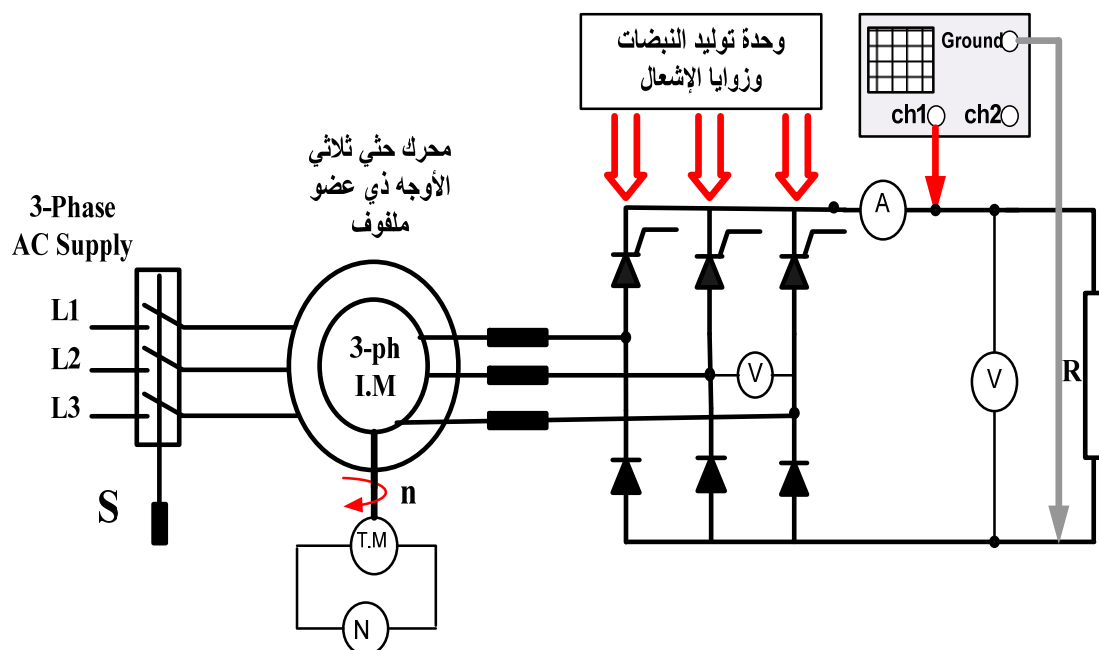 وحدة توليد النبضات
وزوايا الإشعال
Ground
ch1 ch2
محرك حثي ثلاثي
الأوجه ذي عضو
ملفوف
3-Phase
AC Supply
A
L1
L2
L3
3-ph
I.M
V
V
R
S
n
T.M
N